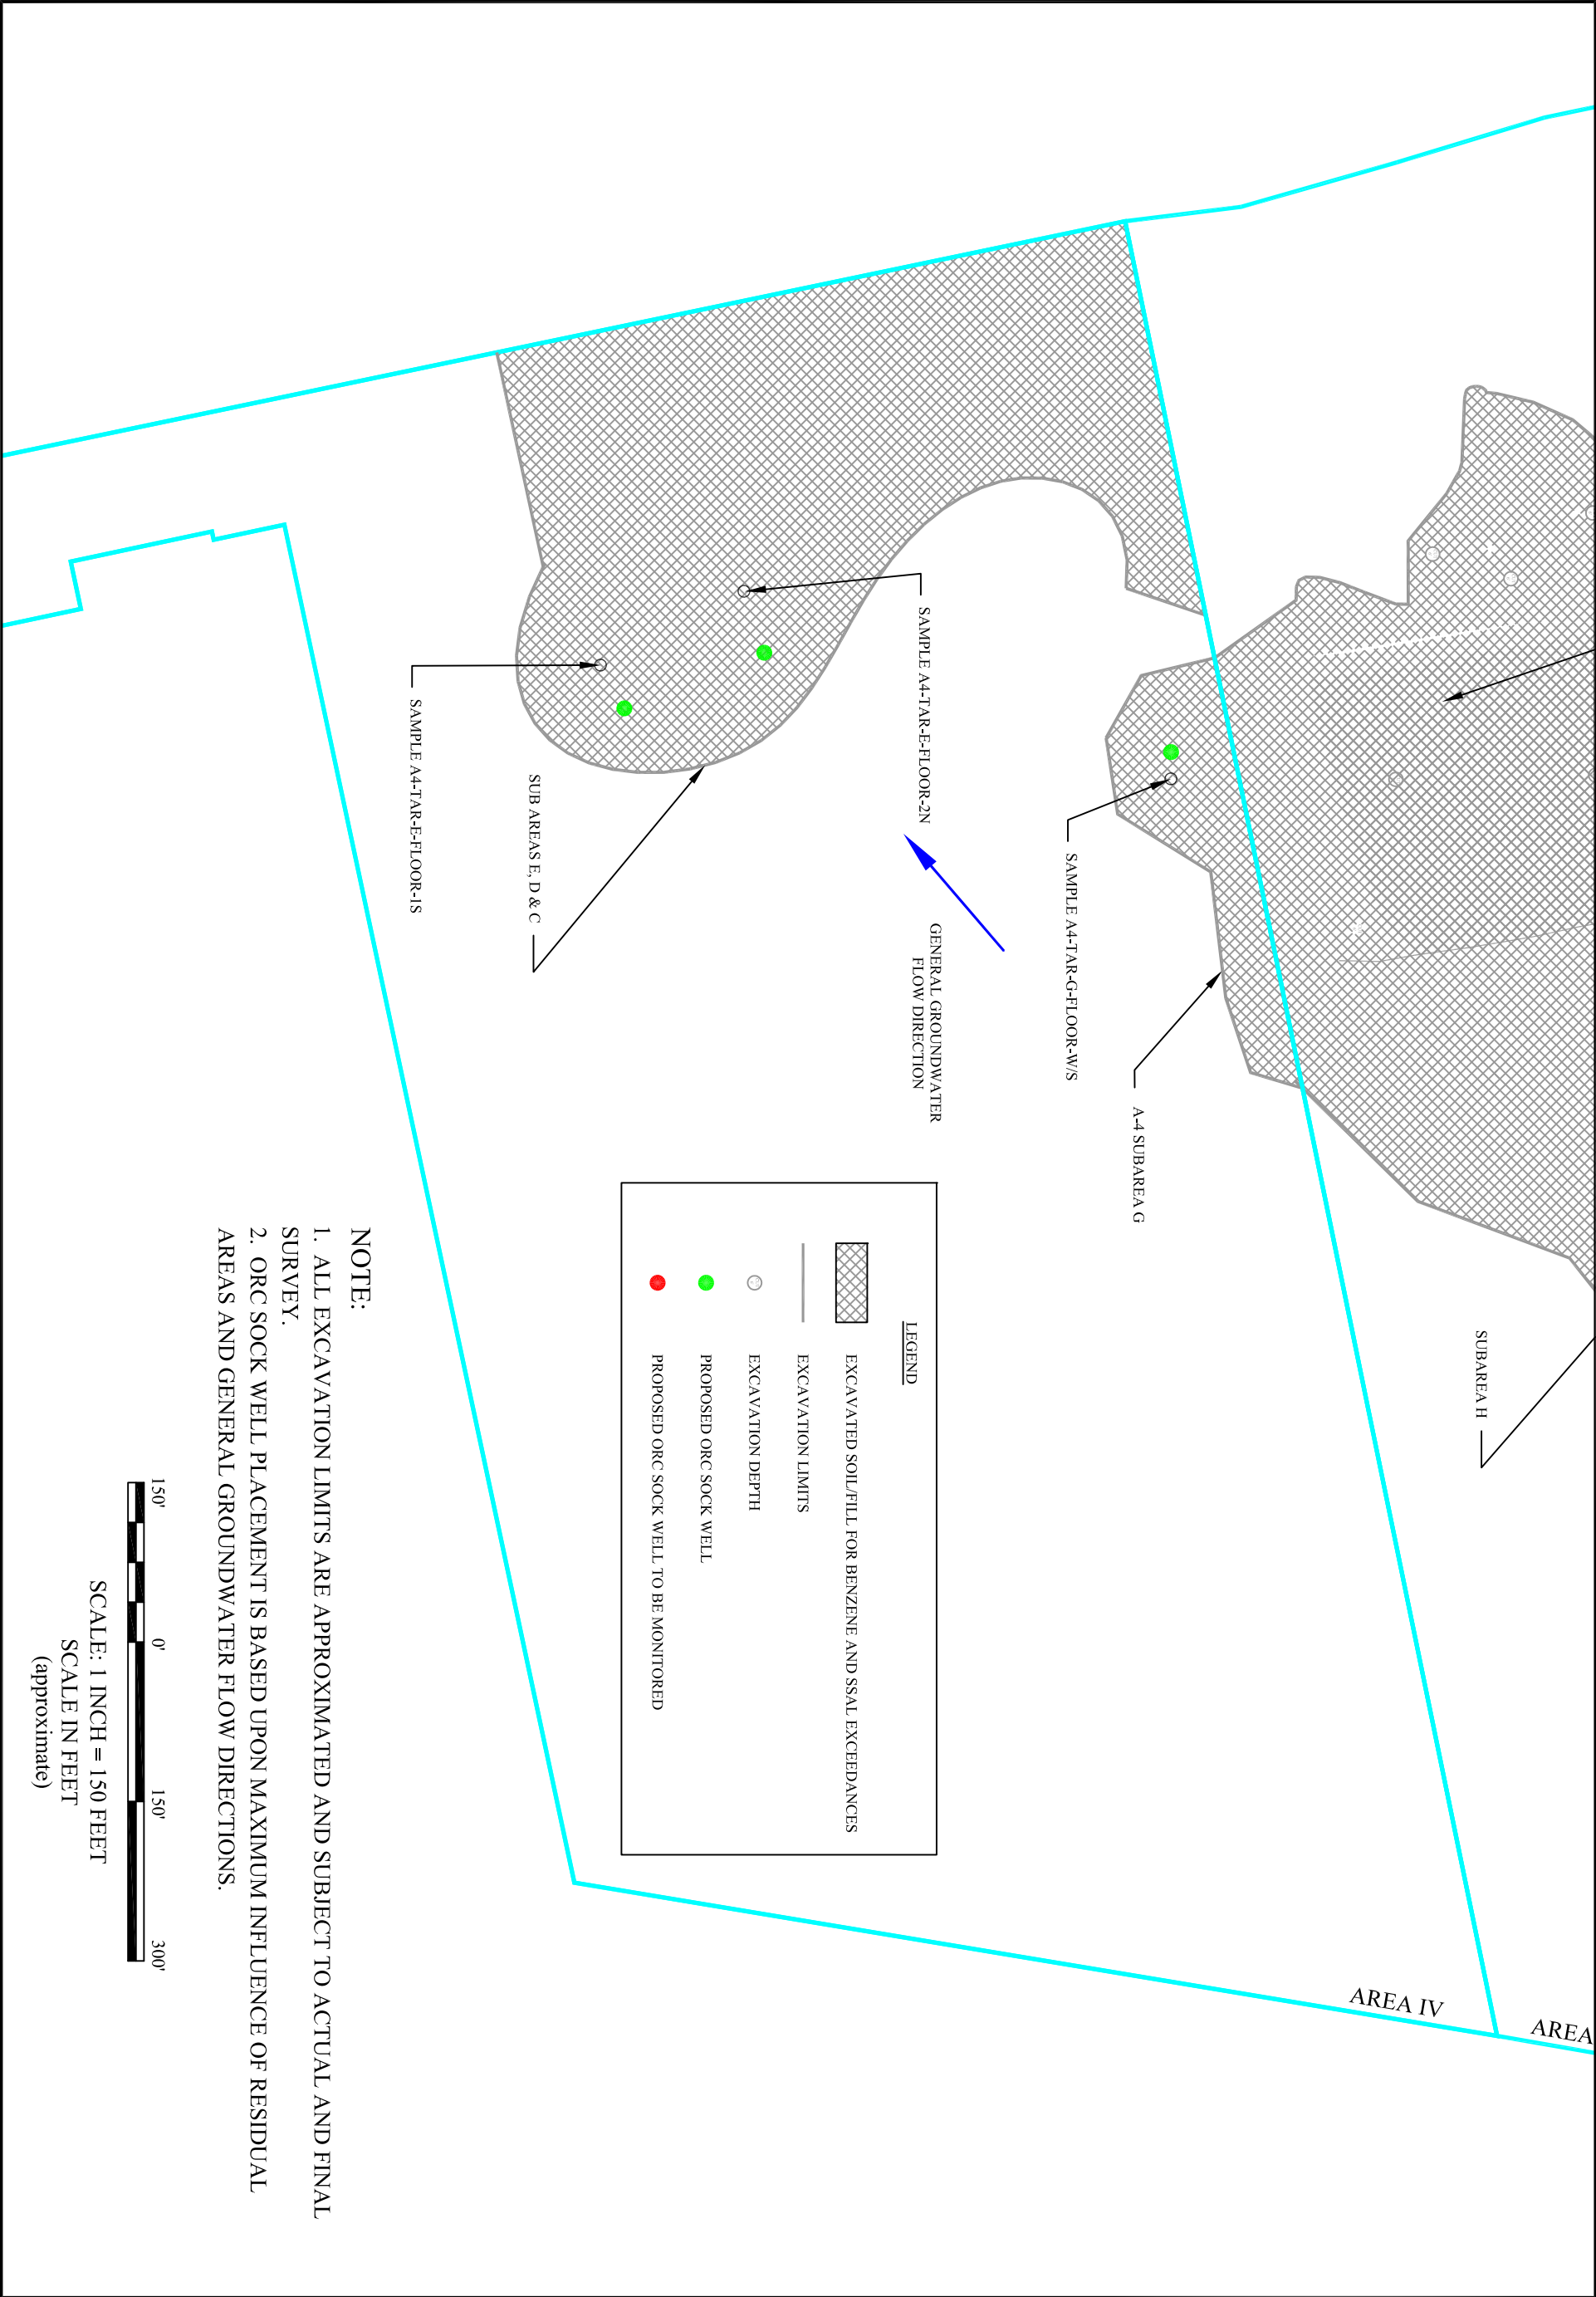 AREA
AREA IV
SUBAREA H
A-4 SUBAREA G
SAMPLE A4-TAR-G-FLOOR-W/S
GENERAL GROUNDWATER
FLOW DIRECTION
SAMPLE A4-TAR-E-FLOOR-2N
SUB AREAS E, D & C
SAMPLE A4-TAR-E-FLOOR-1S
LEGEND
EXCAVATED SOIL/FILL FOR BENZENE AND SSAL EXCEEDANCES
EXCAVATION LIMITS
EXCAVATION DEPTH
PROPOSED ORC SOCK WELL
PROPOSED ORC SOCK WELL TO BE MONITORED
NOTE:
1. ALL EXCAVATION LIMITS ARE APPROXIMATED AND SUBJECT TO ACTUAL AND FINAL
SURVEY.
2. ORC SOCK WELL PLACEMENT IS BASED UPON MAXIMUM INFLUENCE OF RESIDUAL
AREAS AND GENERAL GROUNDWATER FLOW DIRECTIONS.
150' 0' 150' 300'
SCALE: 1 INCH = 150 FEET
SCALE IN FEET
(approximate)